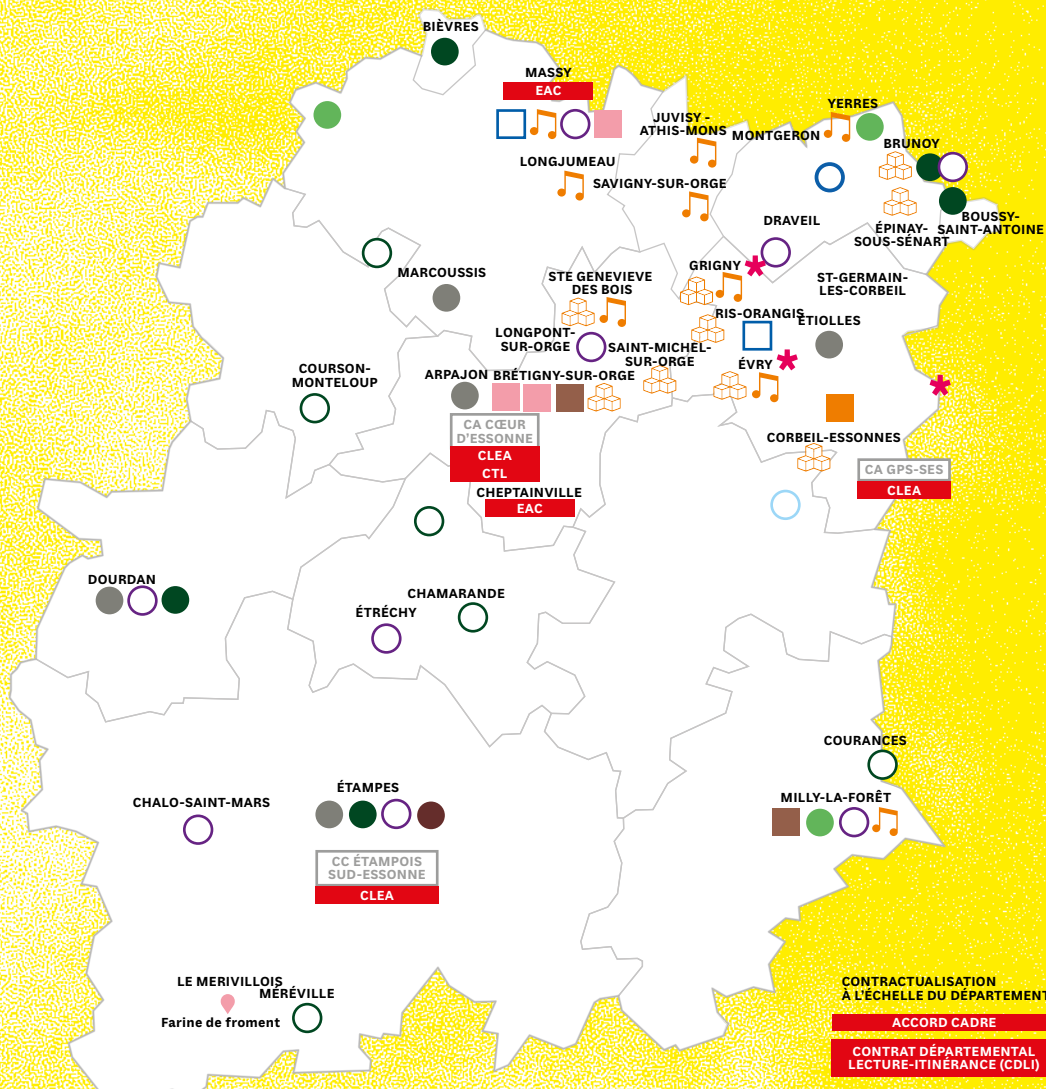 BIÈVRES
MASSY
EAC
JUVISY -
ATHIS-MONS
MONTGERON
YERRES
BRUNOY
LONGJUMEAU
SAVIGNY-SUR-ORGE
DRAVEIL
ÉPINAY-
SOUS-SÉNART
BOUSSY-
SAINT-ANTOINE
MARCOUSSIS
STE GENEVIEVE
DES BOIS
GRIGNY
ST-GERMAIN-
LES-CORBEIL
RIS-ORANGIS
ÉTIOLLES
LONGPONT-
SUR-ORGE
SAINT-MICHEL-
SUR-ORGE
ÉVRY
COURSON-
MONTELOUP
ARPAJON
BRÉTIGNY-SUR-ORGE
CA CŒUR
D'ESSONNE
CLEA
CTL
CORBEIL-ESSONNES
CA GPS-SES
CLEA
CHEPTAINVILLE
EAC
DOURDAN
CHAMARANDE
ÉTRÉCHY
COURANCES
ÉTAMPES
CHALO-SAINT-MARS
MILLY-LA-FORÊT
CC ÉTAMPOIS
SUD-ESSONNE
CLEA
LE MERIVILLOIS
MÉRÉVILLE
Farine de froment
CONTRACTUALISATION
À L'ÉCHELLE DU DÉPARTEMENT
ACCORD CADRE
CONTRAT DÉPARTEMENTAL
LECTURE-ITINÉRANCE (CDLI)